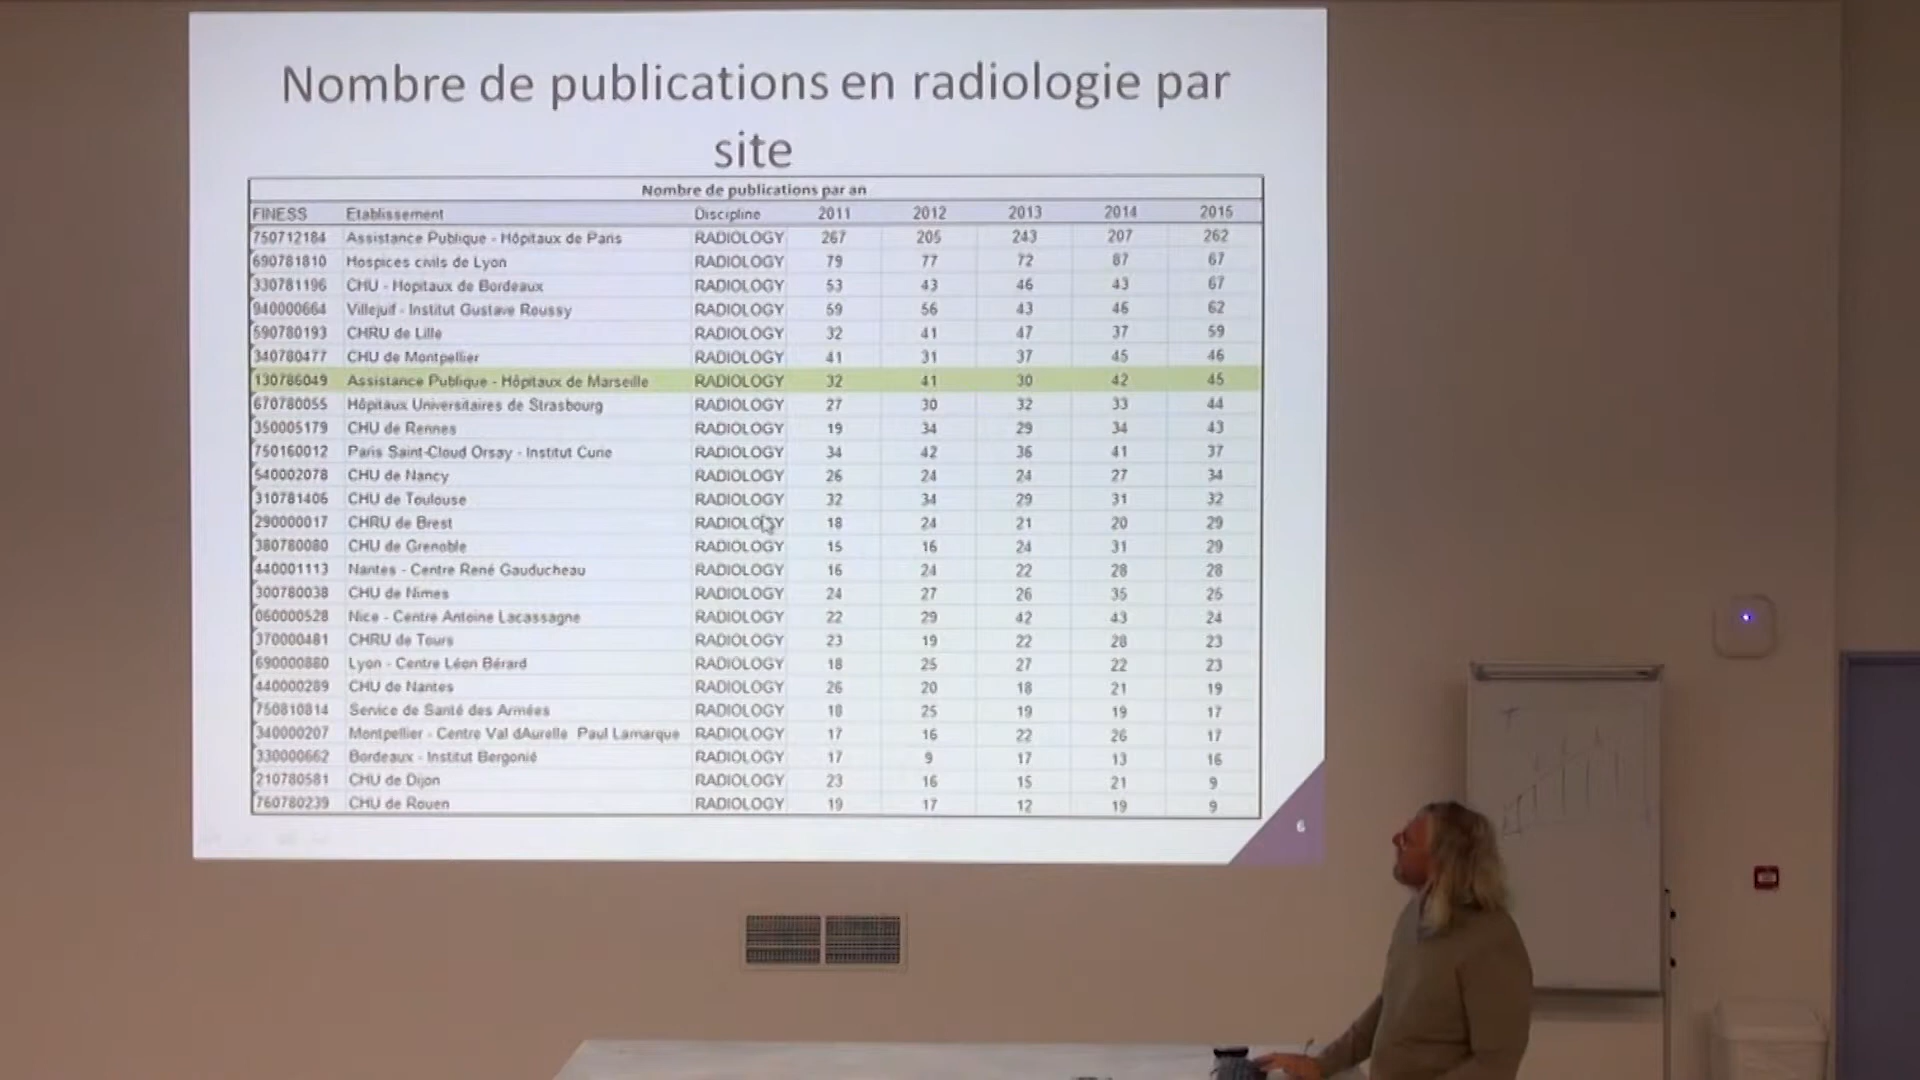 Nombre de publications en radiologie par
site
Nombre de publications par an
FINESS Etablissement Discipline 2011 2012 2013 2014 2015
750712184 Assistance Publique - Hôpitaux de Paris RADIOLOGY 267 205 243 207 262
690781810 Hospices civils de Lyon RADIOLOGY 79 77 72 87 67
330781196 CHU - Hopitaux de Bordeaux RADIOLOGY 53 43 46 43 67
940000664 Villejuif - Institut Gustave Roussy RADIOLOGY 59 56 43 46 62
590780193 CHRU de Lille RADIOLOGY 32 41 47 37 59
340780477 CHU de Montpellier RADIOLOGY 41 31 37 45 46
130786049 Assistance Publique - Hôpitaux de Marseille RADIOLOGY 32 41 30 42 45
670780055 Hôpitaux Universitaires de Strasbourg RADIOLOGY 27 30 32 33 44
350005179 CHU de Rennes RADIOLOGY 19 34 29 34 43
750160012 Paris Saint-Cloud Orsay - Institut Curie RADIOLOGY 34 42 36 41 37
540002078 CHU de Nancy RADIOLOGY 26 24 24 27 34
310781406 CHU de Toulouse RADIOLOGY 32 34 29 31 32
290000017 CHRU de Brest RADIOLOGY 18 24 21 20 29
380780080 CHU de Grenoble RADIOLOGY 15 16 24 31 29
440001113 Nantes - Centre René Gauducheau RADIOLOGY 16 24 22 28 28
300780038 CHU de Nimes RADIOLOGY 24 27 26 35 25
060000528 Nice - Centre Antoine Lacassagne RADIOLOGY 22 29 42 43 24
370000481 CHRU de Tours RADIOLOGY 23 19 22 28 23
690000880 Lyon - Centre Léon Bérard RADIOLOGY 18 25 27 22 23
440000289 CHU de Nantes RADIOLOGY 26 20 18 21 19
750810814 Service de Santé des Armées RADIOLOGY 18 25 19 19 17
340000207 Montpellier - Centre Val dAurelle Paul Lamarque RADIOLOGY 17 16 22 26 17
330000662 Bordeaux - Institut Bergonié RADIOLOGY 17 9 17 13 16
210780581 CHU de Dijon RADIOLOGY 23 16 15 21 9
760780239 CHU de Rouen RADIOLOGY 19 17 12 19 9
6